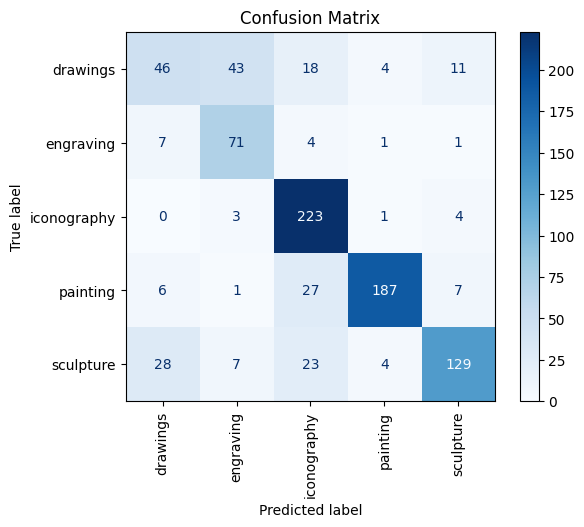 Confusion Matrix
True label
drawings 46 43 18 4 11
engraving 7 71 4 1 1
iconography 0 3 223 1 4
painting 6 1 27 187 7
sculpture 28 7 23 4 129
drawings engraving iconography painting sculpture
Predicted label
200
175
150
125
100
75
50
25
0